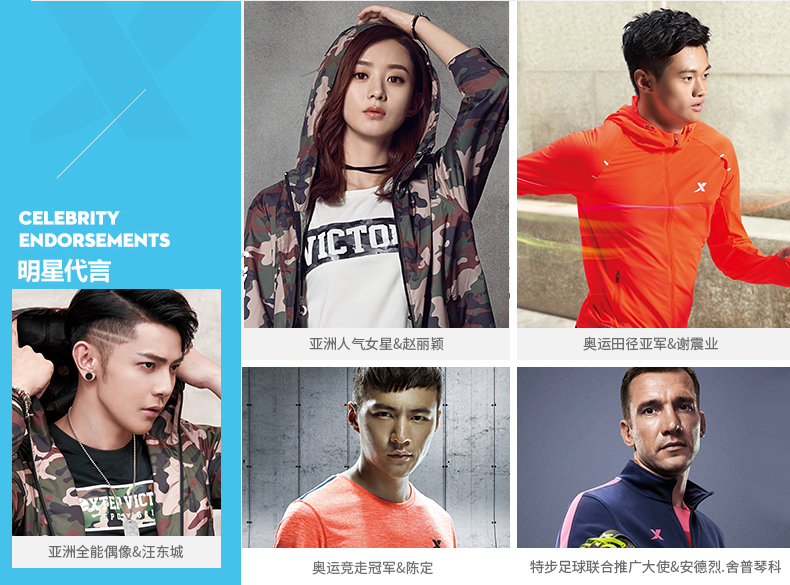 CELEBRITY
ENDORSEMENTS
明星代言
VICTO
亚洲人气女星&赵丽颖
奥运田径亚军&谢震业
EXTEP VICT
亚洲全能偶像&汪东城
奥运竞走冠军&陈定
特步足球联合推广大使&安德烈.舍普琴科